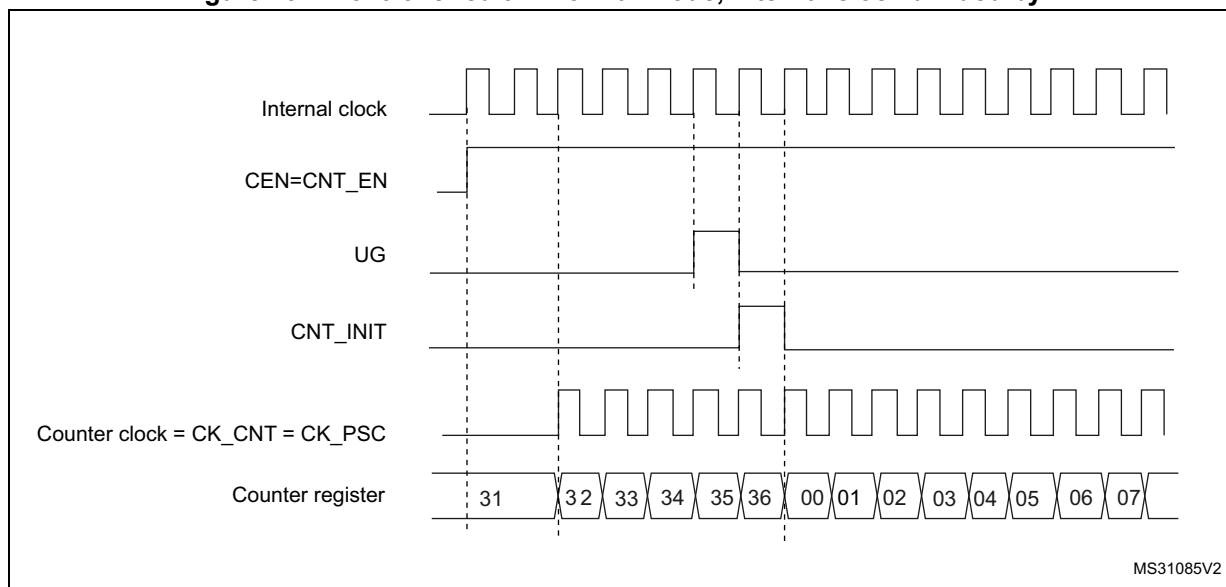 Internal clock
CEN=CNT_EN
UG
CNT_INIT
Counter clock = CK_CNT = CK_PSC
Counter register 31 32 33 34 35 36 00 01 02 03 04 05 06 07
MS31085V2